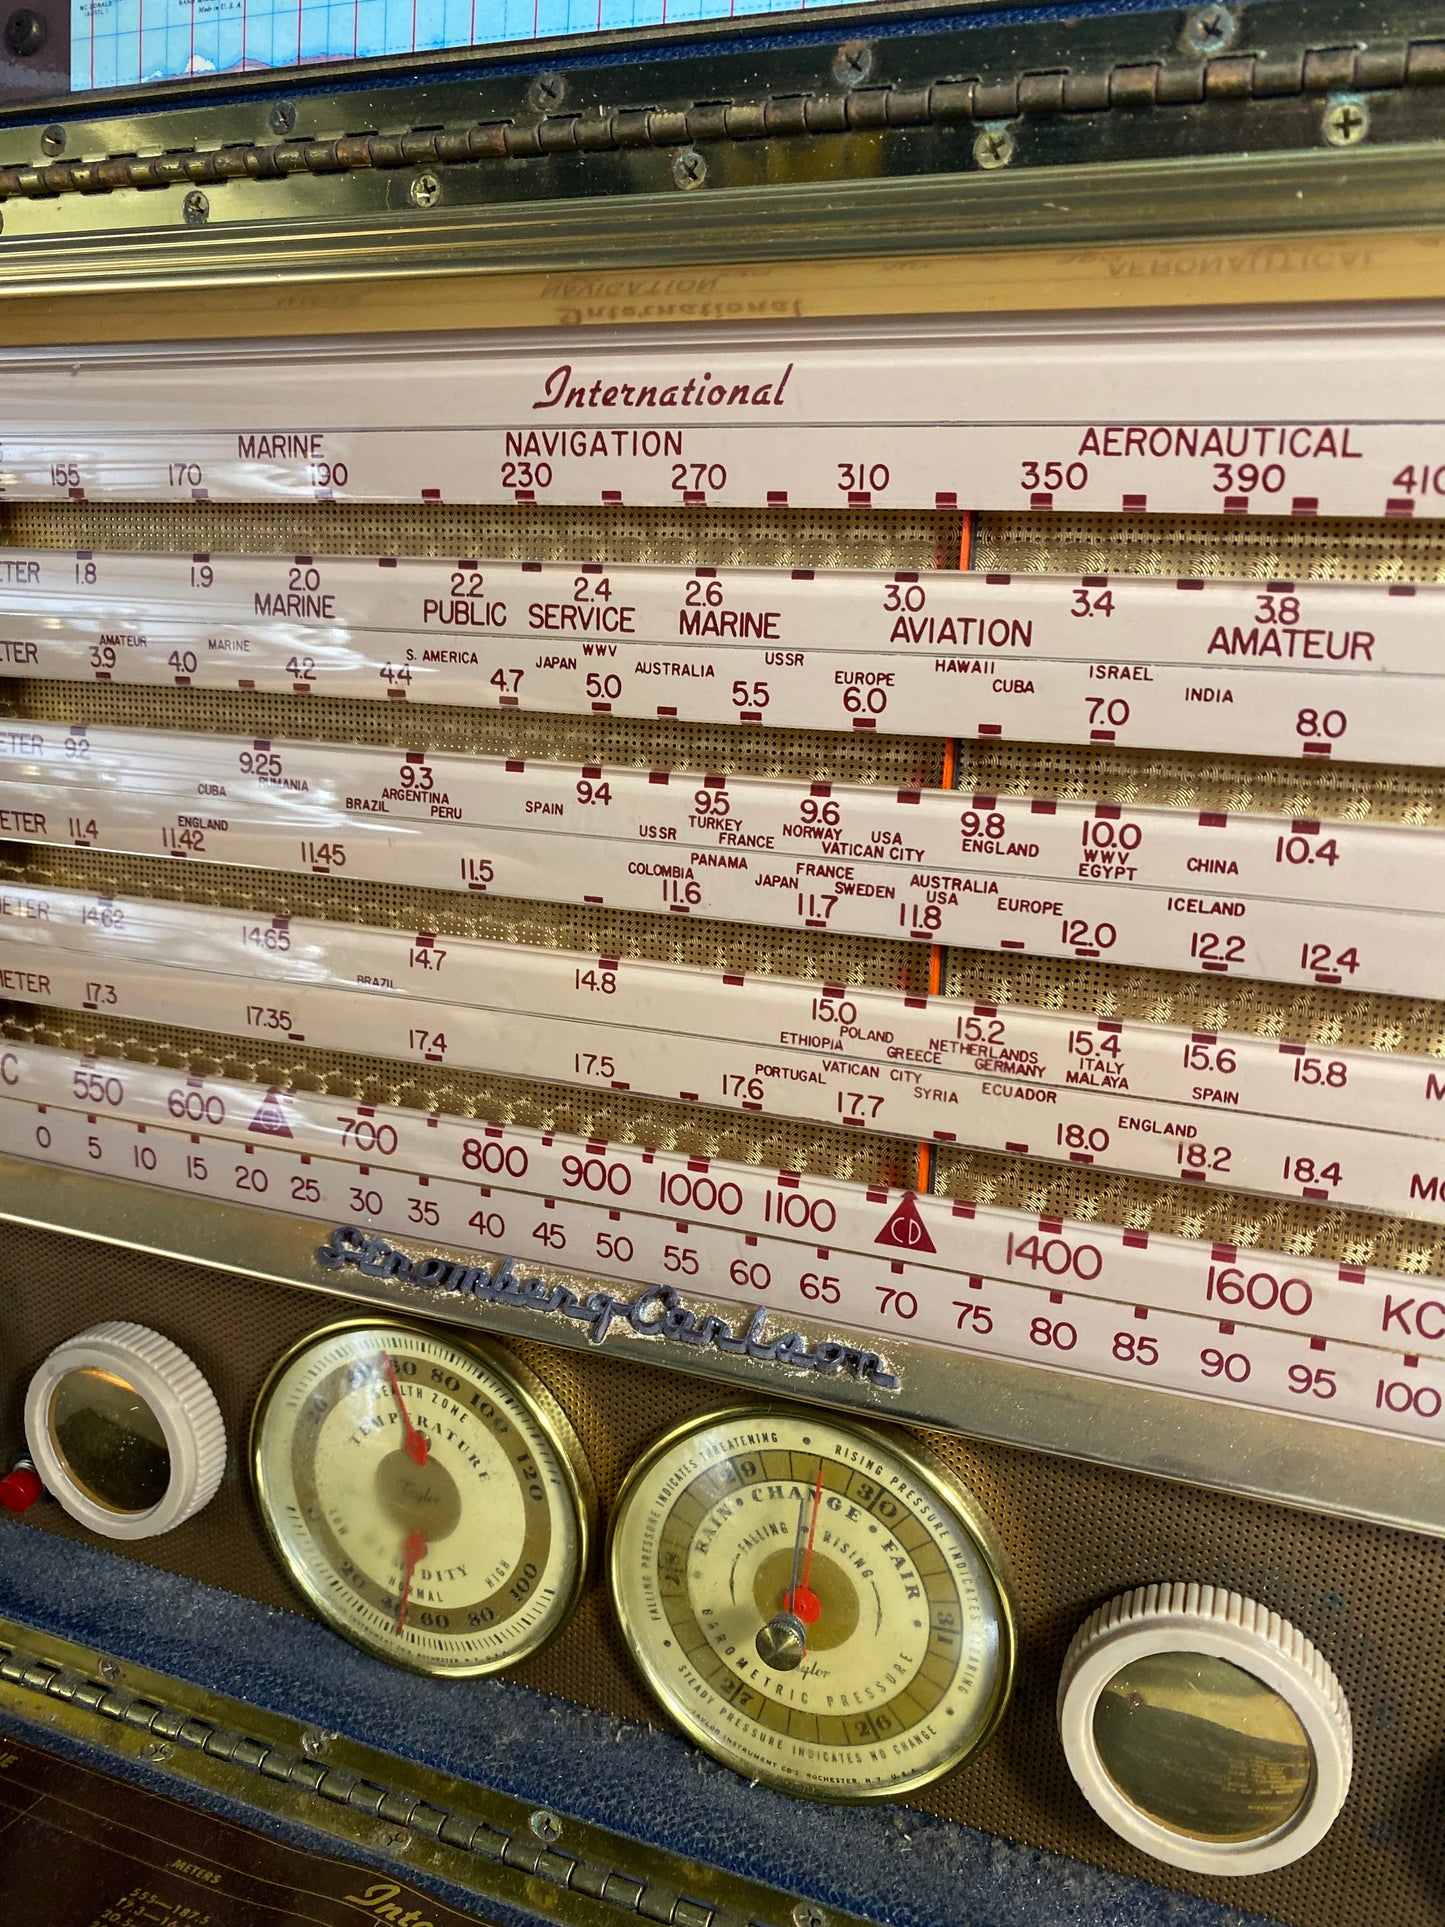 Made in U. S. A.
International
MARINE NAVIGATION AERONAUTICAL
155 170 190 230 270 310 350 390 410
1.8 1.9 2.0 2.2 2.4 2.6 3.0 3.4 3.8
MARINE PUBLIC SERVICE MARINE AVIATION AMATEUR
AMATEUR MARINE S. AMERICA JAPAN WWV AUSTRALIA USSR EUROPE HAWAII CUBA ISRAEL INDIA
3.9 4.0 4.2 4.4 4.7 5.0 5.5 6.0 7.0 8.0
9.2 9.25 9.3 9.4 9.5 9.6 9.8 10.0 10.4
CUBA RUMANIA BRAZIL ARGENTINA PERU SPAIN USSR TURKEY FRANCE NORWAY VATICAN CITY USA ENGLAND WWV EGYPT CHINA
ENGLAND COLOMBIA PANAMA JAPAN FRANCE SWEDEN AUSTRALIA USA EUROPE ICELAND
11.4 11.42 11.45 11.5 11.6 11.7 11.8 12.0 12.2 12.4
14.62 14.65 14.7 14.8 15.0 15.2 15.4 15.6 15.8
BRAZIL ETHIOPIA POLAND GREECE NETHERLANDS GERMANY ITALY MALAYA SPAIN
PORTUGAL VATICAN CITY SYRIA ECUADOR ENGLAND
17.3 17.35 17.4 17.5 17.6 17.7 18.0 18.2 18.4
550 600 700 800 900 1000 1100 CD 1400 1600 KC
0 5 10 15 20 25 30 35 40 45 50 55 60 65 70 75 80 85 90 95 100
Stromberg-Carlson
80 100 120
HEALTH ZONE
TEMPERATURE
Taylor
LOW HIGH
NORMAL
60 80 100
FALLING PRESSURE INDICATES THREATENING • RISING PRESSURE INDICATES CLEARING
29 30 31
RAIN • CHANGE • FAIR
FALLING RISING
Taylor
BAROMETRIC PRESSURE
28 27 26
STEADY PRESSURE INDICATES NO CHANGE
TAYLOR INSTRUMENT CO'S. ROCHESTER, N.Y. U.S.A.
METERS
555—187.5